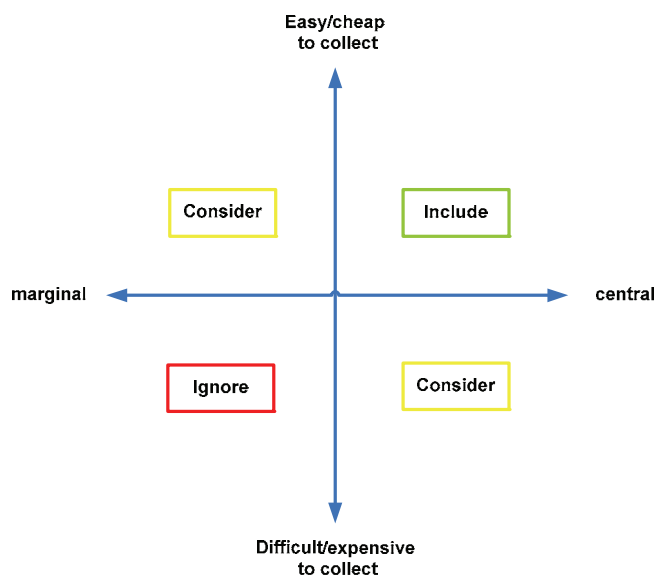 Easy/cheap
to collect
Consider
Include
marginal
central
Ignore
Consider
Difficult/expensive
to collect